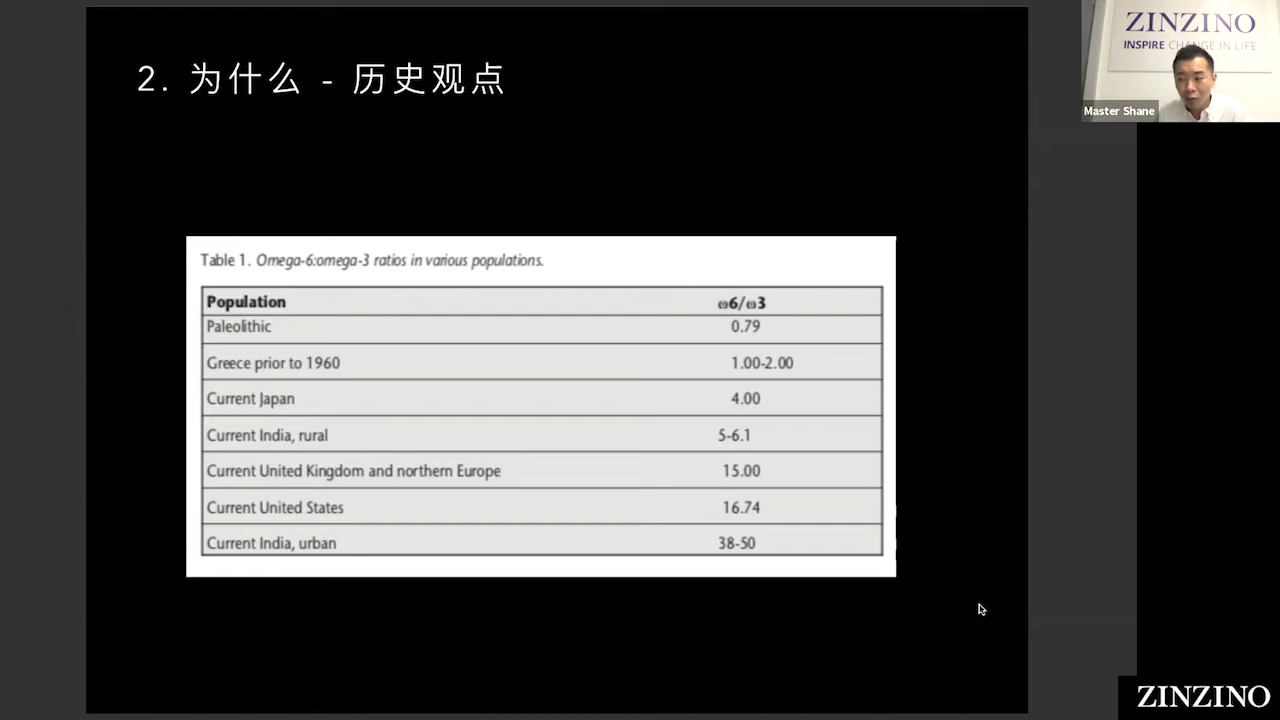 2. 为什么 - 历史观点
ZINZINO
INSPIRE CHANGE IN LIFE
Master Shane
Table 1. Omega-6:omega-3 ratios in various populations.
Population ω6/ω3
Paleolithic 0.79
Greece prior to 1960 1.00-2.00
Current Japan 4.00
Current India, rural 5-6.1
Current United Kingdom and northern Europe 15.00
Current United States 16.74
Current India, urban 38-50
ZINZINO